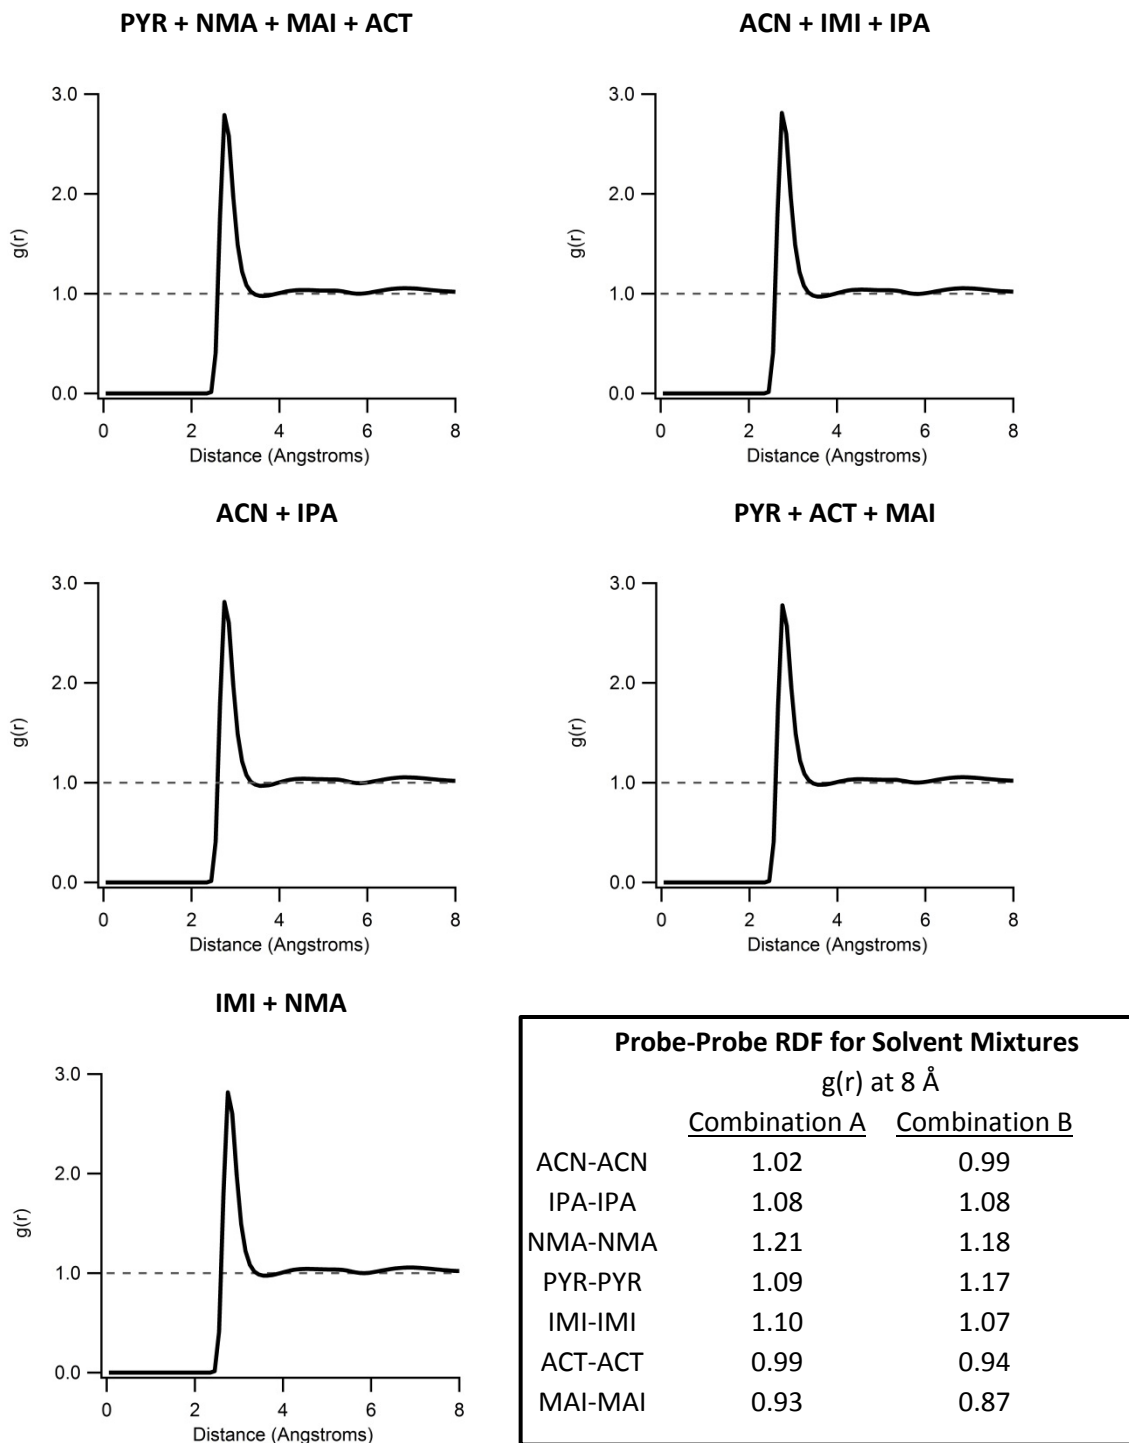 PYR + NMA + MAI + ACT
3.0
2.0
g(r)
1.0
0.0
0 2 4 6 8
Distance (Angstroms)
ACN + IMI + IPA
3.0
2.0
g(r)
1.0
0.0
0 2 4 6 8
Distance (Angstroms)
ACN + IPA
3.0
2.0
g(r)
1.0
0.0
0 2 4 6 8
Distance (Angstroms)
PYR + ACT + MAI
3.0
2.0
g(r)
1.0
0.0
0 2 4 6 8
Distance (Angstroms)
IMI + NMA
3.0
2.0
g(r)
1.0
0.0
0 2 4 6 8
Distance (Angstroms)
Probe-Probe RDF for Solvent Mixtures
g(r) at 8 Å
Combination A Combination B
ACN-ACN 1.02 0.99
IPA-IPA 1.08 1.08
NMA-NMA 1.21 1.18
PYR-PYR 1.09 1.17
IMI-IMI 1.10 1.07
ACT-ACT 0.99 0.94
MAI-MAI 0.93 0.87